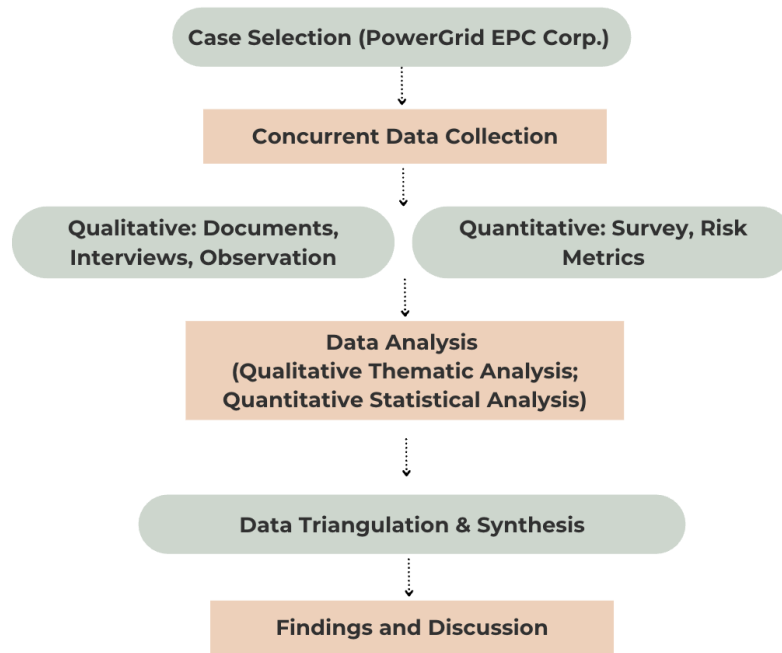 Case Selection (PowerGrid EPC Corp.)
Concurrent Data Collection
Qualitative: Documents,
Interviews, Observation
Quantitative: Survey, Risk
Metrics
Data Analysis
(Qualitative Thematic Analysis;
Quantitative Statistical Analysis)
Data Triangulation & Synthesis
Findings and Discussion